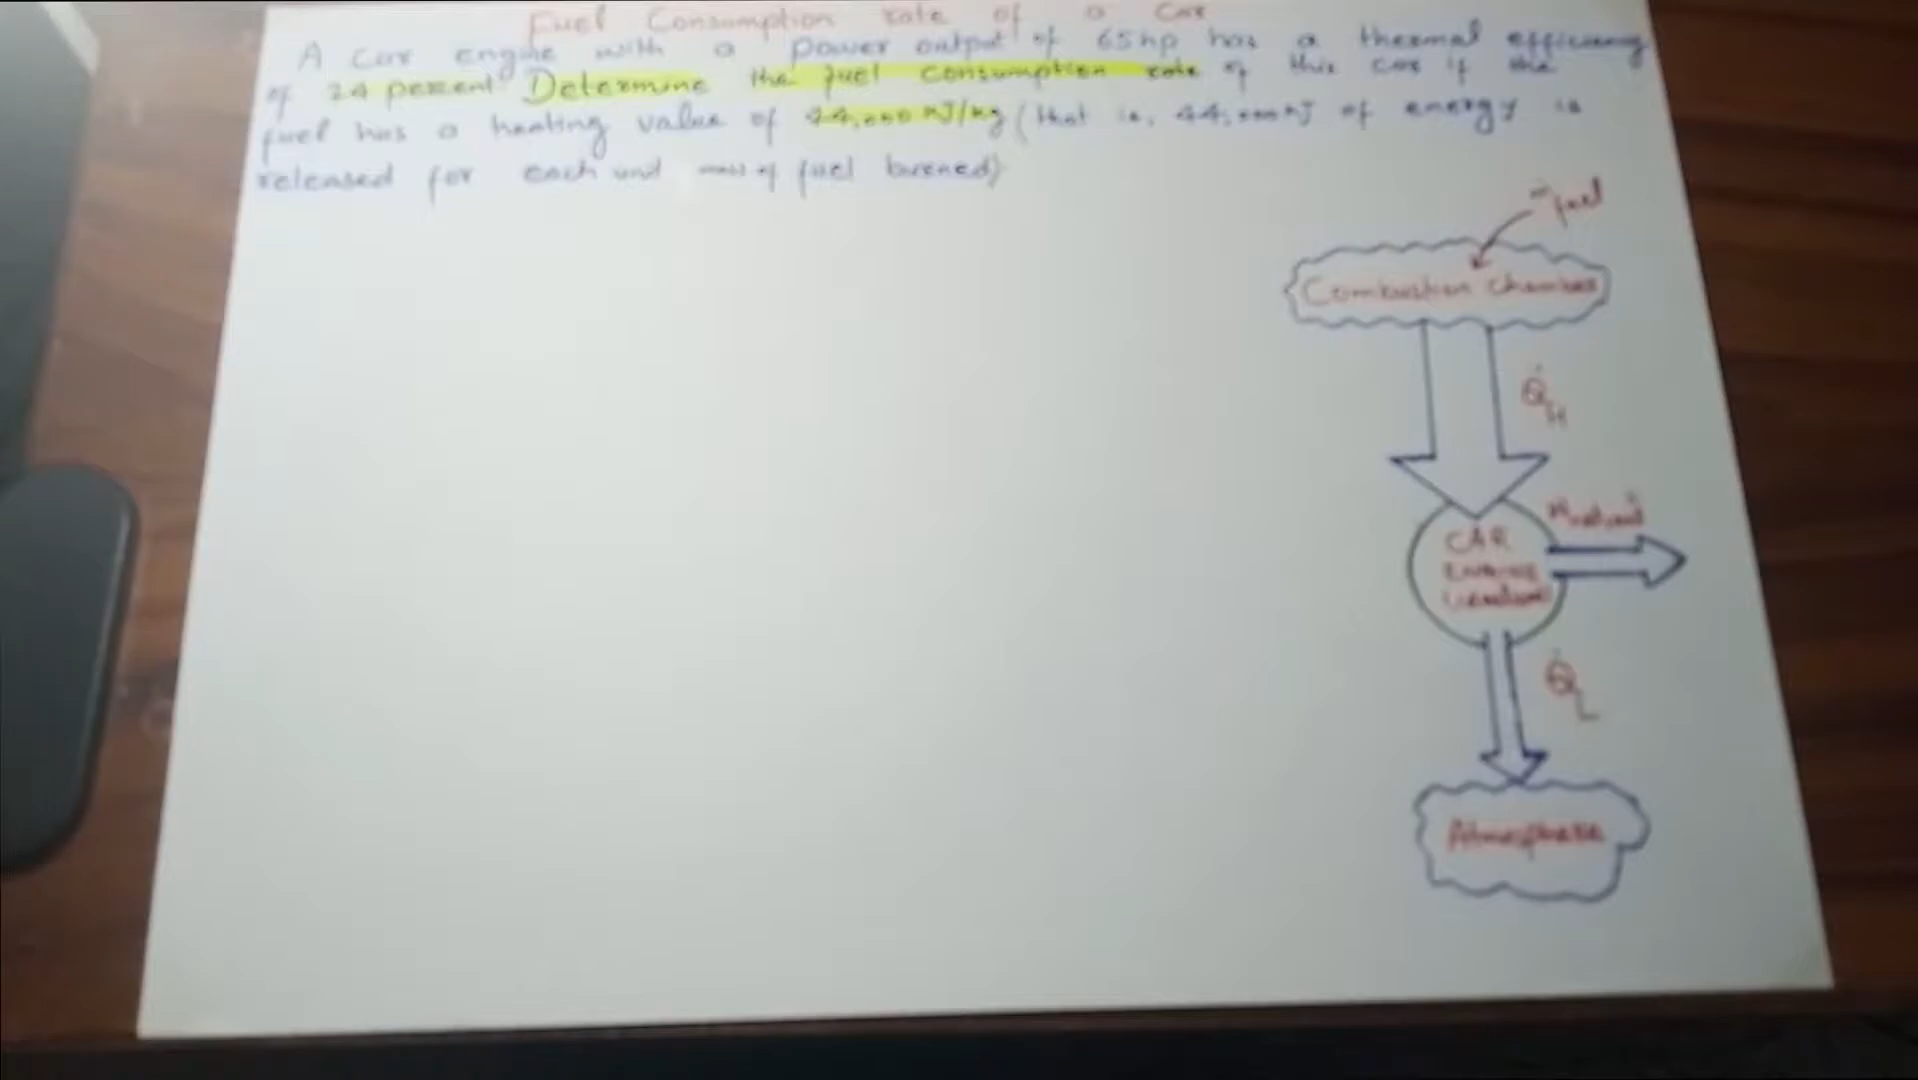 Fuel Consumption rate of a Car
A car engine with a power output of 65 hp has a thermal efficiency
of 24 percent Determine the fuel consumption rate of this car if the
fuel has a heating value of 44,000 kJ/kg (that is, 44,000 kJ of energy is
released for each unit mass of fuel burned)
fuel
Combustion Chamber
Q̇H
Wnet,out
CAR
ENGINE
Q̇L
Atmosphere